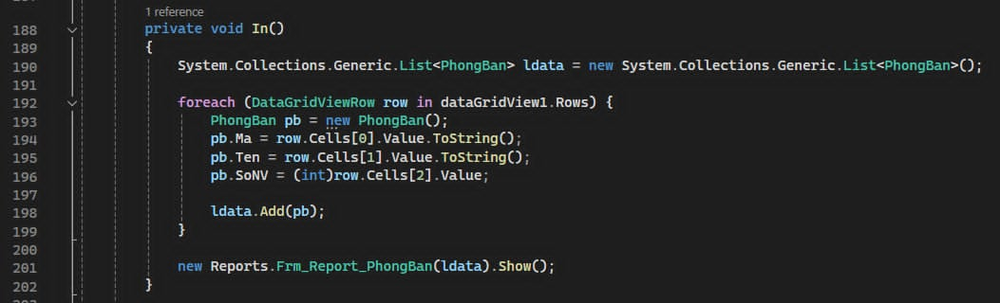 1 reference
188 private void In()
189 {
190 System.Collections.Generic.List<PhongBan> ldata = new System.Collections.Generic.List<PhongBan>();
191
192 foreach (DataGridViewRow row in dataGridView1.Rows) {
193 PhongBan pb = new PhongBan();
194 pb.Ma = row.Cells[0].Value.ToString();
195 pb.Ten = row.Cells[1].Value.ToString();
196 pb.SoNV = (int)row.Cells[2].Value;
197
198 ldata.Add(pb);
199 }
200
201 new Reports.Frm_Report_PhongBan(ldata).Show();
202 }